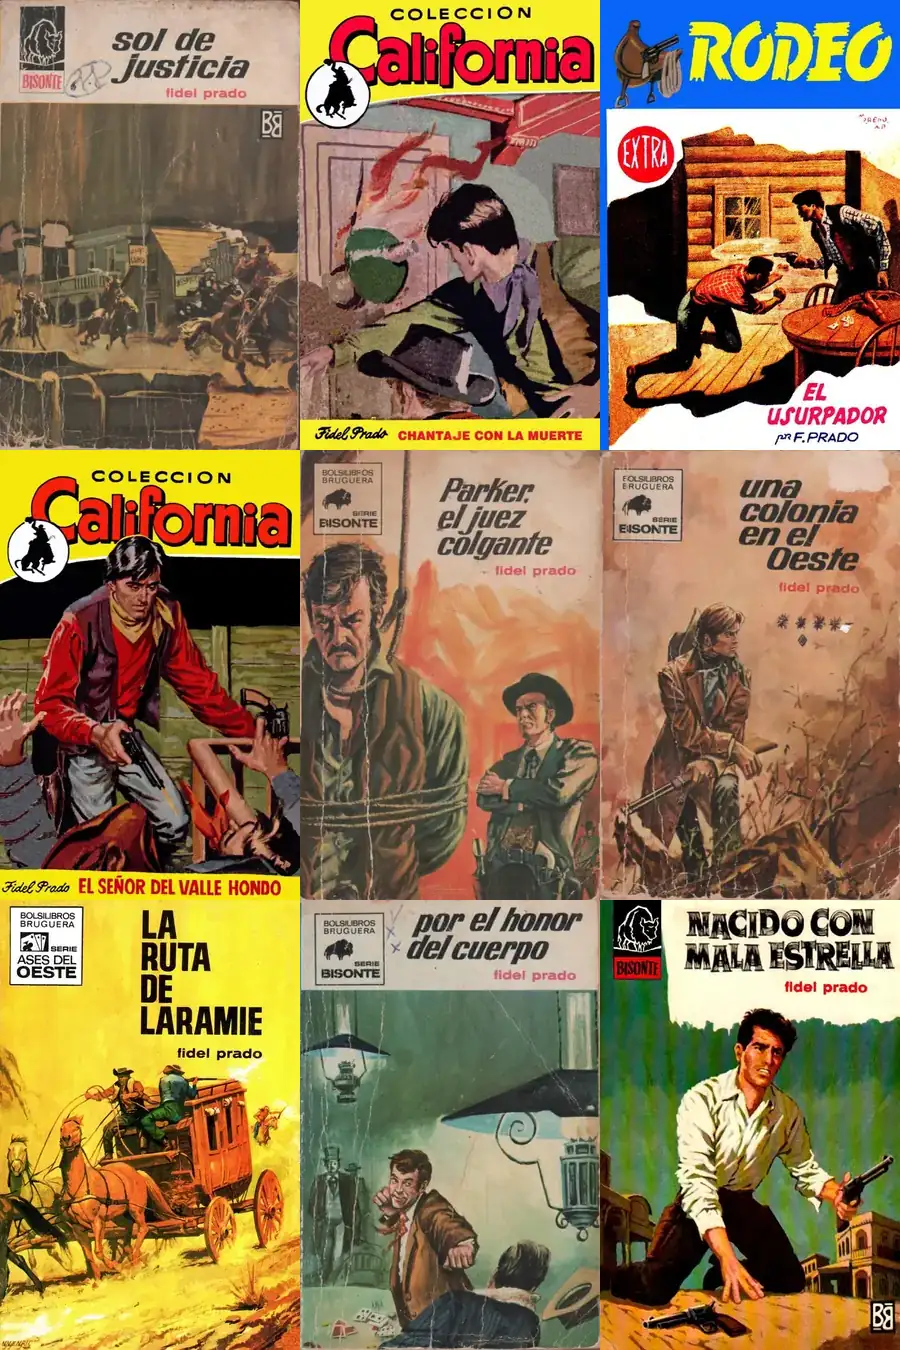 BISONTE
sol de
justicia
fidel prado
BB
COLECCION
California
Fidel Prado CHANTAJE CON LA MUERTE
RODEO
EXTRA
EL
USURPADOR
por F. PRADO
COLECCION
California
Fidel Prado EL SEÑOR DEL VALLE HONDO
BOLSILIBROS
BRUGUERA
SERIE
BISONTE
Parker,
el juez
colgante
fidel prado
BOLSILIBROS
BRUGUERA
SERIE
BISONTE
una
colonia
en el
Oeste
fidel prado
BOLSILIBROS
BRUGUERA
SERIE
ASES DEL
OESTE
LA
RUTA
DE
LARAMIE
fidel prado
BOLSILIBROS
BRUGUERA
SERIE
BISONTE
por el honor
del cuerpo
fidel prado
BISONTE
NACIDO CON
MALA ESTRELLA
fidel prado
BB